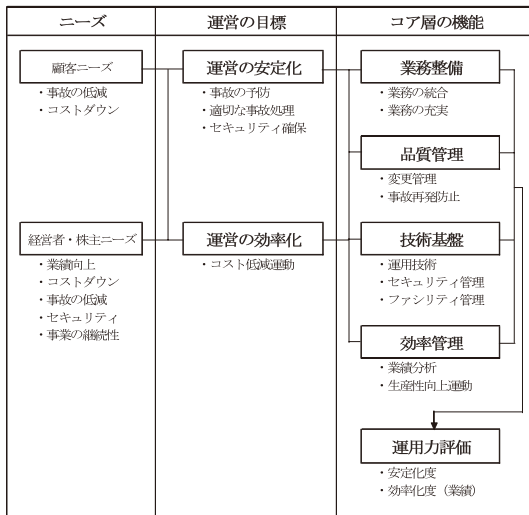 ニーズ
運営の目標
コア層の機能
顧客ニーズ
・事故の低減
・コストダウン
経営者・株主ニーズ
・業績向上
・コストダウン
・事故の低減
・セキュリティ
・事業の継続性
運営の安定化
・事故の予防
・適切な事故処理
・セキュリティ確保
運営の効率化
・コスト低減運動
業務整備
・業務の統合
・業務の充実
品質管理
・変更管理
・事故再発防止
技術基盤
・運用技術
・セキュリティ管理
・ファシリティ管理
効率管理
・業績分析
・生産性向上運動
運用力評価
・安定化度
・効率化度（業績）